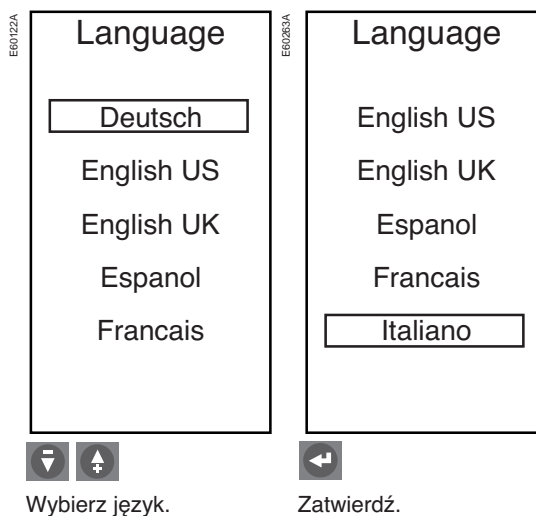 E60122A
Language
Deutsch
English US
English UK
Espanol
Francais
Wybierz język.
E60263A
Language
English US
English UK
Espanol
Francais
Italiano
Zatwierdź.